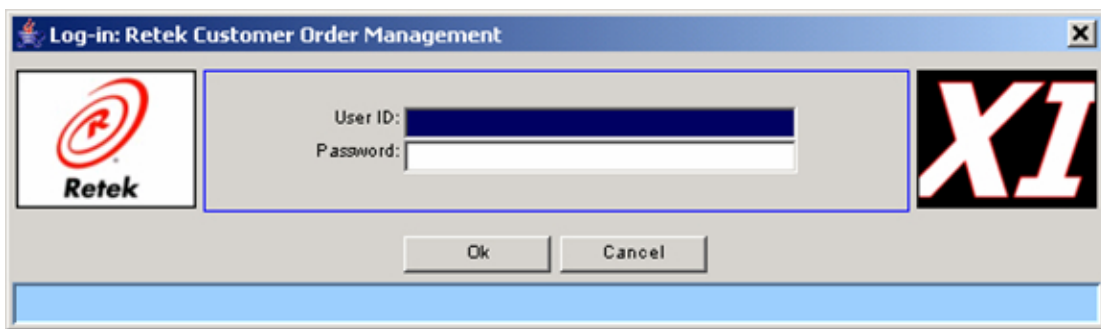 Log-in: Retek Customer Order Management
User ID:
Password:
R
Retek
XI
Ok
Cancel